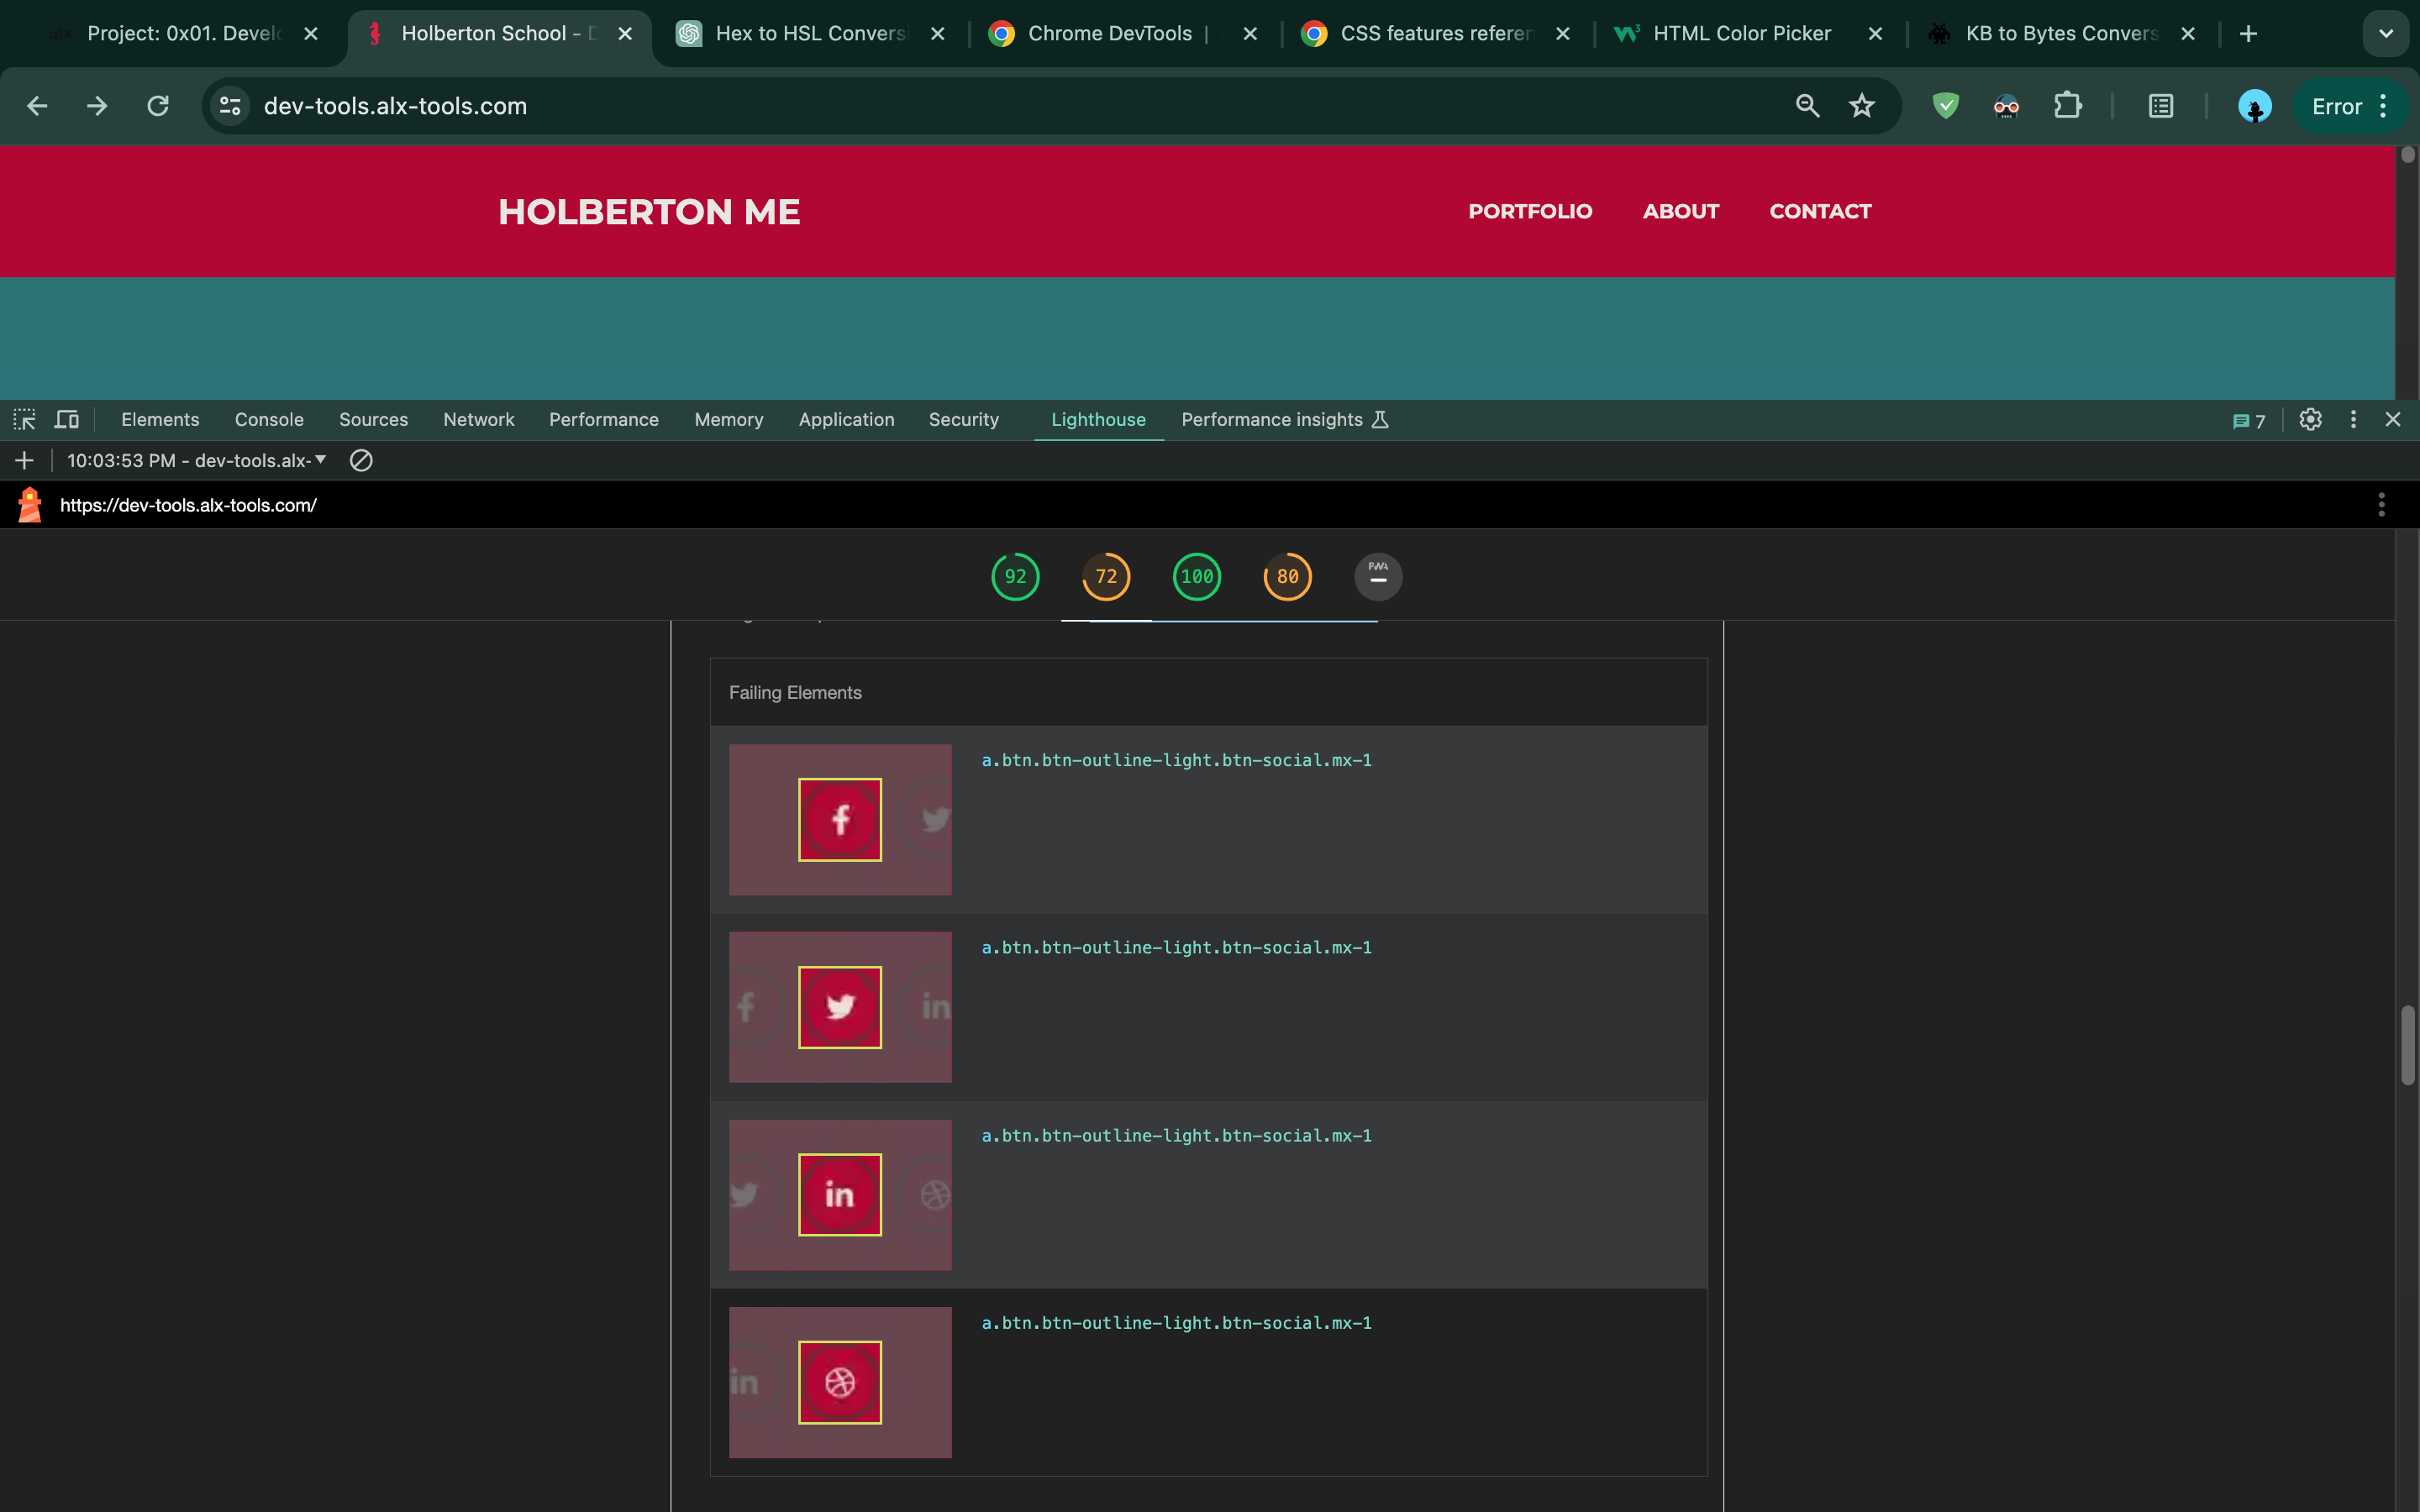 Project: 0x01. Devel
Holberton School - D
Hex to HSL Convers
Chrome DevTools |
CSS features referen
HTML Color Picker
KB to Bytes Convers
dev-tools.alx-tools.com
Error
HOLBERTON ME
PORTFOLIO
ABOUT
CONTACT
Elements
Console
Sources
Network
Performance
Memory
Application
Security
Lighthouse
Performance insights
7
10:03:53 PM - dev-tools.alx-
https://dev-tools.alx-tools.com/
92
72
100
80
PWA
Failing Elements
a.btn.btn-outline-light.btn-social.mx-1
a.btn.btn-outline-light.btn-social.mx-1
in
a.btn.btn-outline-light.btn-social.mx-1
in
a.btn.btn-outline-light.btn-social.mx-1
in